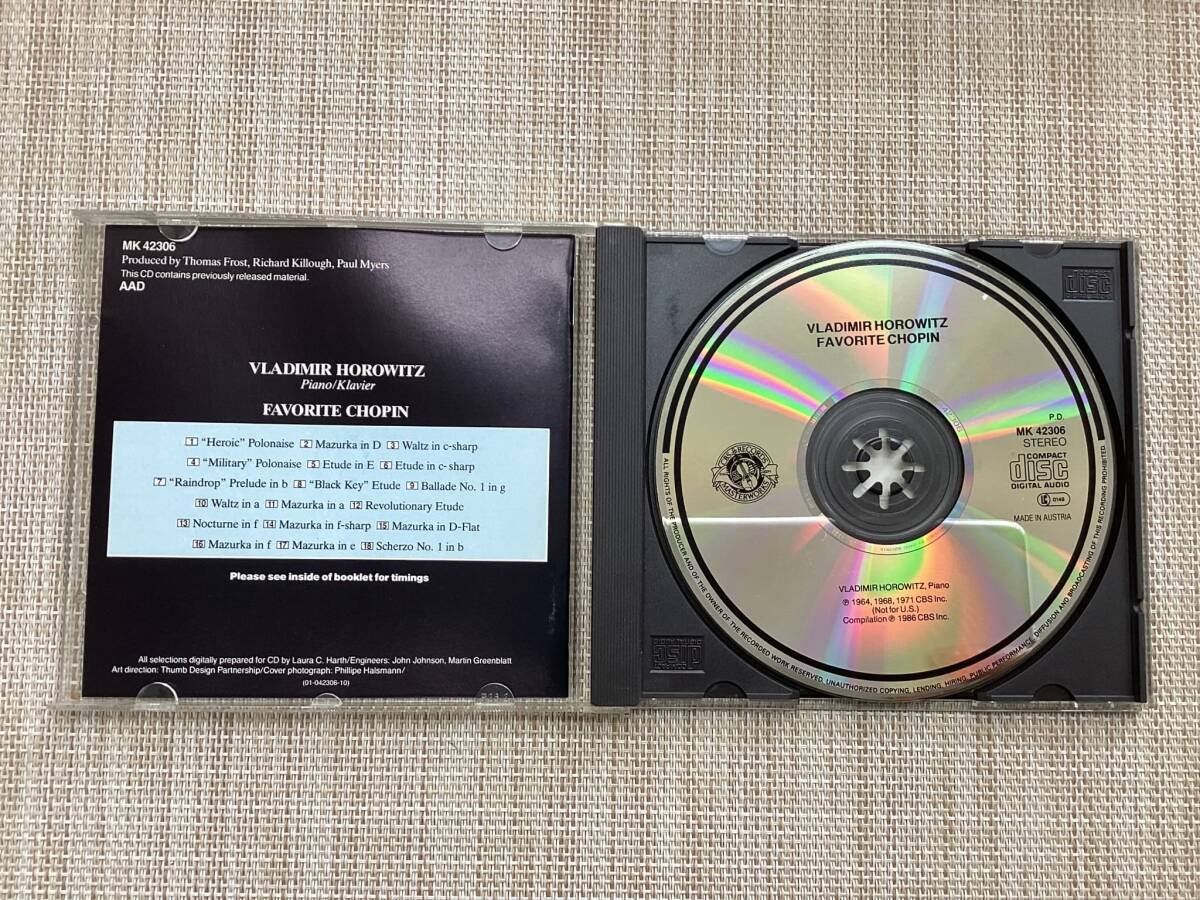 MK 42306
Produced by Thomas Frost, Richard Killough, Paul Myers
This CD contains previously released material.
AAD
VLADIMIR HOROWITZ
Piano/Klavier
FAVORITE CHOPIN
1 "Heroic" Polonaise 2 Mazurka in D 3 Waltz in c-sharp
4 "Military" Polonaise 5 Etude in E 6 Etude in c-sharp
7 "Raindrop" Prelude in b 8 "Black Key" Etude 9 Ballade No. 1 in g
10 Waltz in a 11 Mazurka in a 12 Revolutionary Etude
13 Nocturne in f 14 Mazurka in f-sharp 15 Mazurka in D-Flat
16 Mazurka in f 17 Mazurka in e 18 Scherzo No. 1 in b
Please see inside of booklet for timings
All selections digitally prepared for CD by Laura C. Harth/Engineers: John Johnson, Martin Greenblatt
Art direction: Thumb Design Partnership/Cover photograph: Phillipe Halsmann/
(01-042306-10)
disc
VLADIMIR HOROWITZ
FAVORITE CHOPIN
P.D.
MK 42306
STEREO
COMPACT
disc
DIGITAL AUDIO
MADE IN AUSTRIA
CBS RECORDS
MASTERWORKS
VLADIMIR HOROWITZ, Piano
℗ 1964, 1968, 1971 CBS Inc.
(Not for U.S.)
Compilation ℗ 1986 CBS Inc.
ALL RIGHTS OF THE PRODUCER AND OF THE OWNER OF THE RECORDED WORK RESERVED. UNAUTHORIZED COPYING, LENDING, HIRING, PUBLIC PERFORMANCE, DIFFUSION AND BROADCASTING OF THIS RECORDING PROHIBITED.
disc